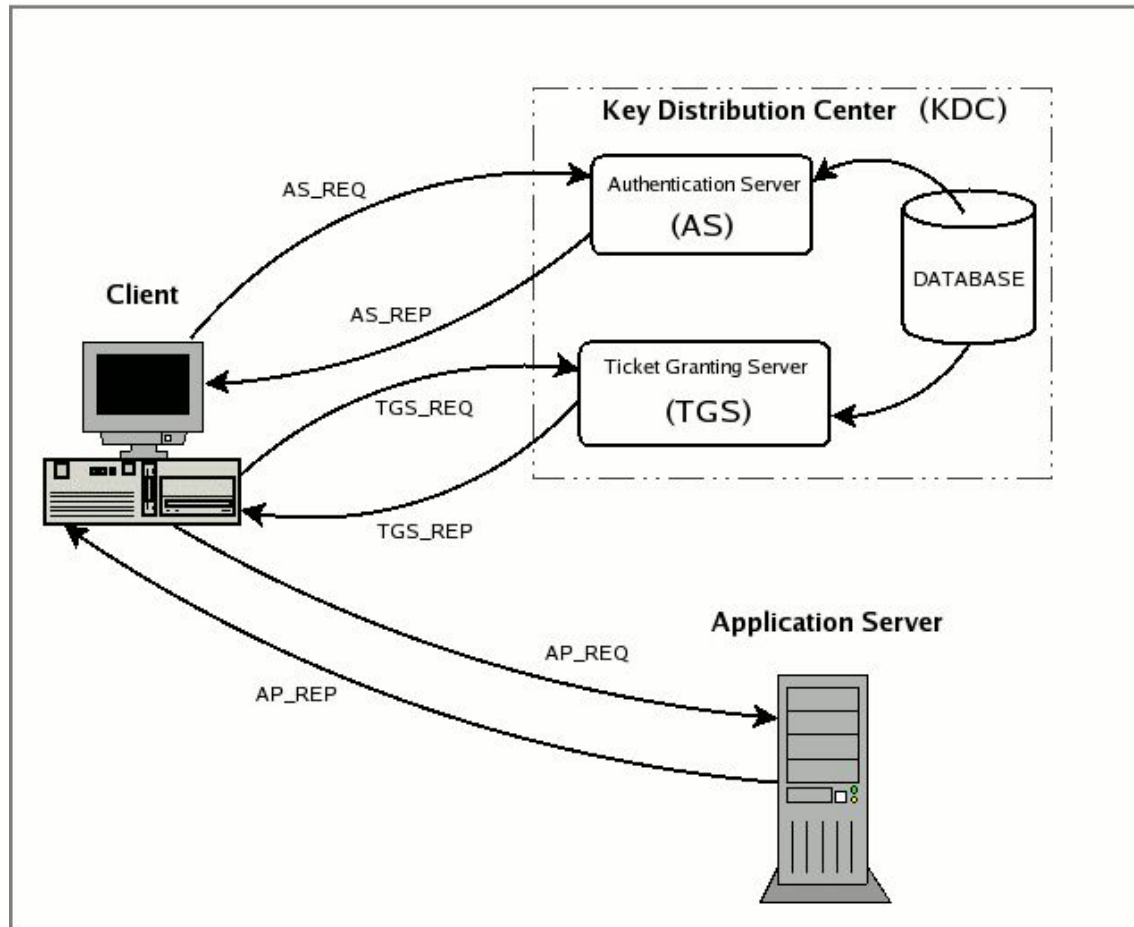 Key Distribution Center (KDC)
AS_REQ
Authentication Server
(AS)
DATABASE
Client
AS_REP
Ticket Granting Server
(TGS)
TGS_REQ
TGS_REP
Application Server
AP_REQ
AP_REP